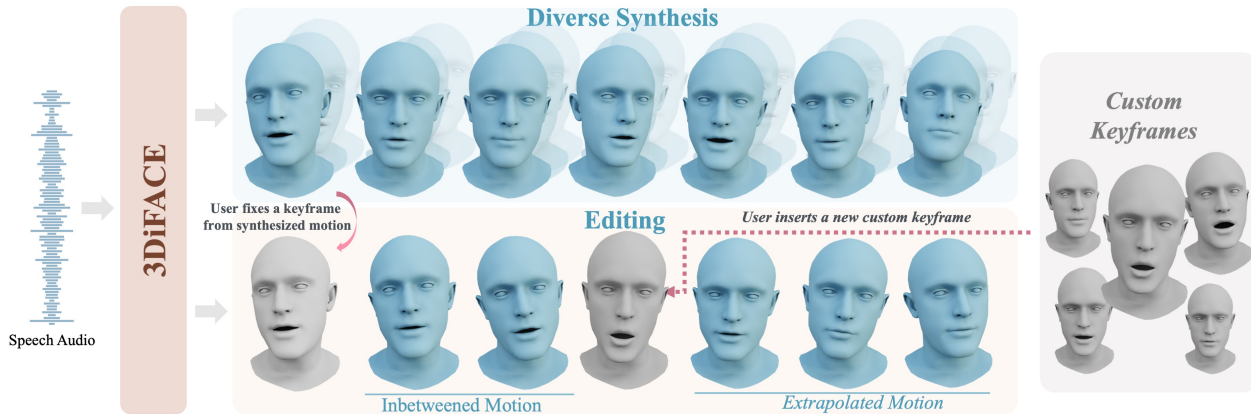 Speech Audio
3DiFACE
Diverse Synthesis
User fixes a keyframe
from synthesized motion
Editing
User inserts a new custom keyframe
Inbetweened Motion
Extrapolated Motion
Custom
Keyframes